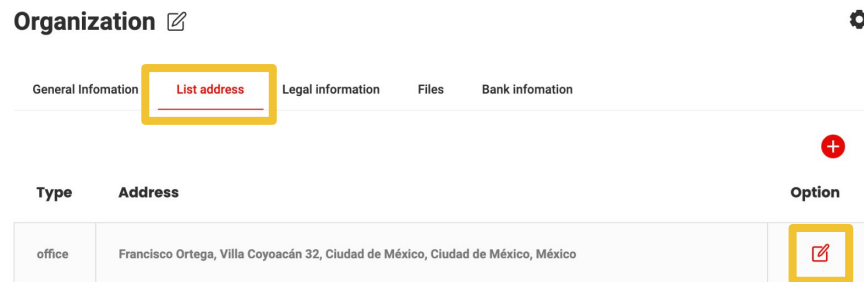 Organization
General Infomation List address Legal information Files Bank infomation
Type Address Option
office Francisco Ortega, Villa Coyoacán 32, Ciudad de México, Ciudad de México, México